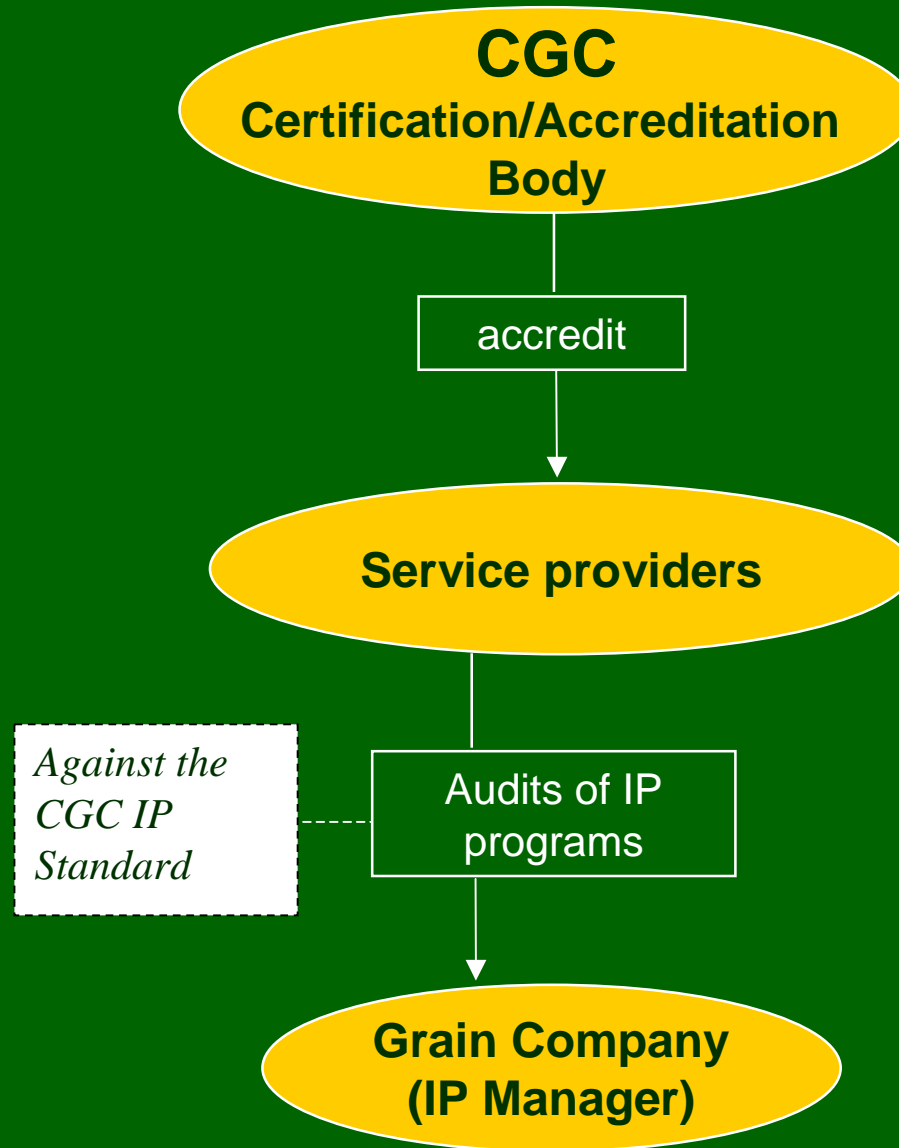 CGC
Certification/Accreditation
Body
accredit
Service providers
Against the
CGC IP
Standard
Audits of IP
programs
Grain Company
(IP Manager)